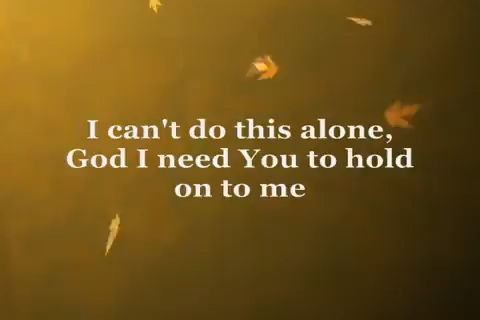 I can't do this alone,
God I need You to hold
on to me